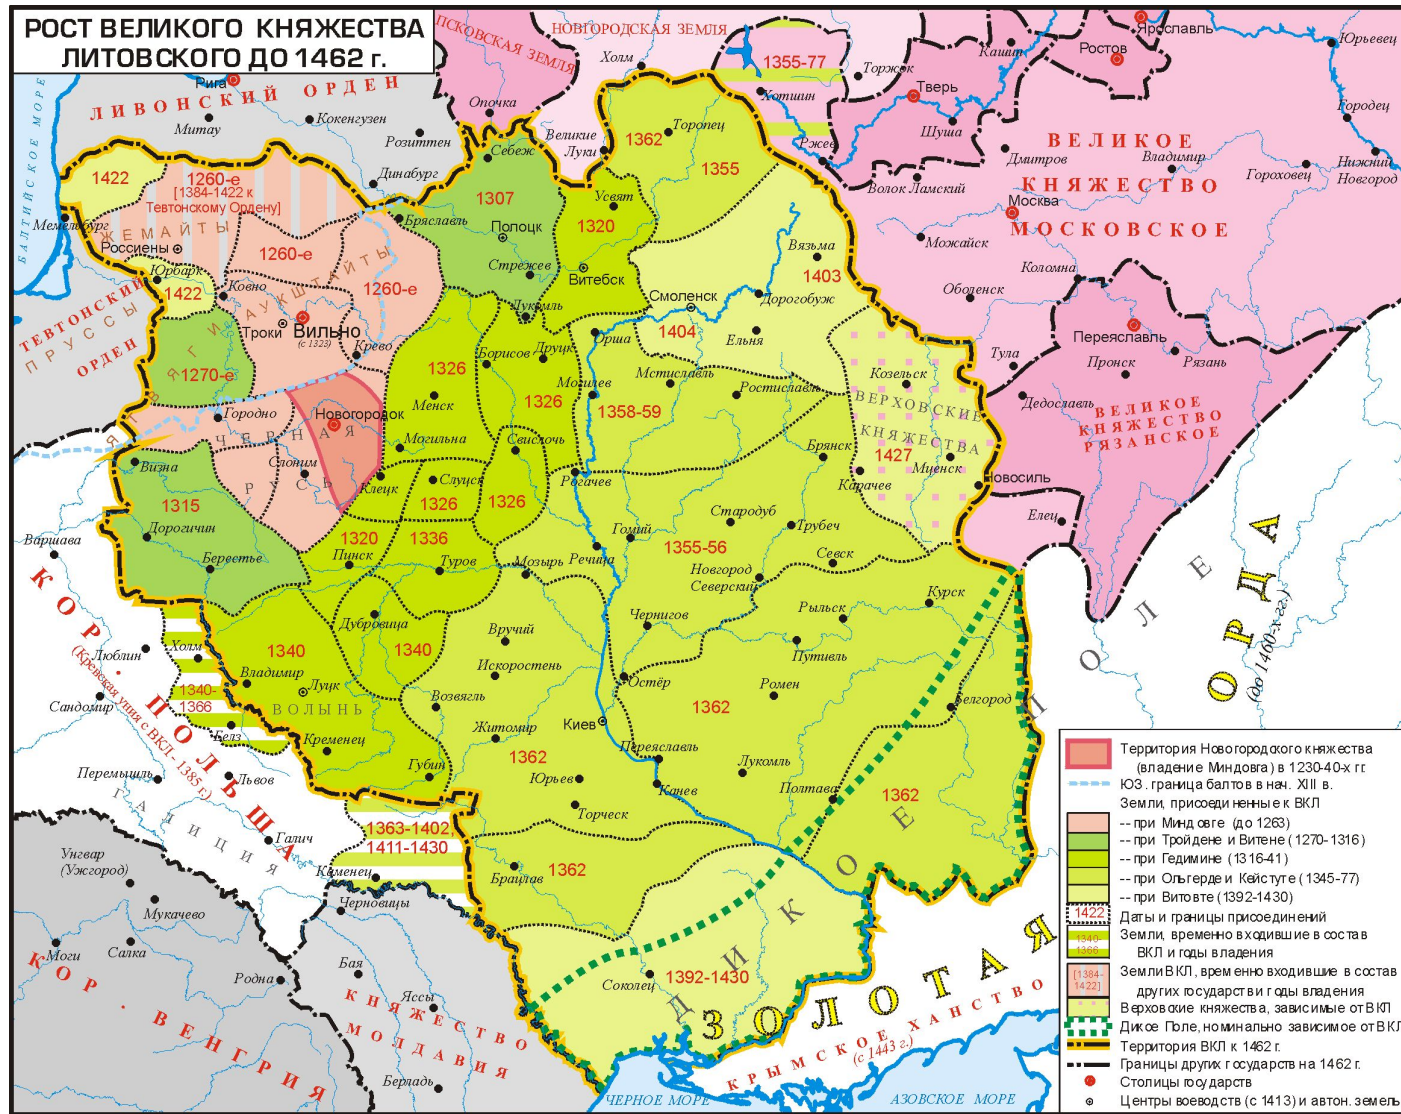 РОСТ ВЕЛИКОГО КНЯЖЕСТВА
ЛИТОВСКОГО ДО 1462 г.
ПСКОВСКАЯ ЗЕМЛЯ
НОВГОРОДСКАЯ ЗЕМЛЯ
Холм
Опочка
Великие
Луки
1355-77
Хотшин
Торжок
Ржев
Кашин
Тверь
Шуша
Волок Ламский
Ярославль
Ростов
Юрьевец
Городец
Нижний
Новгород
Гороховец
Владимир
Дмитров
Москва
Можайск
Коломна
Оболенск
ВЕЛИКОЕ
КНЯЖЕСТВО
МОСКОВСКОЕ
БАЛТИЙСКОЕ МОРЕ
Рига
ЛИВОНСКИЙ ОРДЕН
Митау
Кокенгузен
Розиттен
Динабург
1422
1260-е
[1384-1422 к
Тевтонскому Ордену]
Мемельбург
ЖЕМАЙТЫ
Россиены
Юрбарк
1422
Ковно
1260-е
АУКШТАЙТЫ
1260-е
Троки
Вильно
(с 1323)
Крево
ТЕВТОНСКИЙ
ОРДЕН
ПРУССЫ
ЯТВЯГИ
1270-е
Городно
Новогородок
ЧЕРНАЯ
РУСЬ
Слоним
Визна
1315
Дорогичин
Берестье
Варшава
Себеж
1307
Полоцк
Стрежев
Бряславль
Лукомль
1362
Торопец
1355
Усвят
1320
Витебск
Вязьма
1403
Дорогобуж
Смоленск
1404
Ельня
Орша
Борисов
Друцк
1326
Менск
1326
Могилев
1358-59
Мстиславль
Ростиславль
Козельск
ВЕРХОВСКИЕ
КНЯЖЕСТВА
1427
Мценск
Карачев
Брянск
Новосиль
Тула
Дедославль
Переяславль
Пронск
Рязань
ВЕЛИКОЕ
КНЯЖЕСТВО
РЯЗАНСКОЕ
Елец
Могильна
Свислочь
Клецк
Слуцк
1326
1326
Рогачев
1320
1336
Пинск
Туров
Мозырь
Речица
Гомий
1355-56
Стародуб
Трубеч
Новгород
Северский
Севск
Курск
Рыльск
Путивль
Чернигов
Дубровица
1340
1340
Владимир
Луцк
ВОЛЫНЬ
Кременец
Губин
Возвягль
Вручий
Искоростень
Житомир
1362
Киев
Остёр
Ромен
1362
Белгород
Переяславль
Канев
Лукомль
Полтава
1362
Юрьев
Торческ
1362
Брацлав
1363-1402,
1411-1430
Каменец
Холм
1340-
1366
Белз
Люблин
Сандомир
Перемышль
Львов
Галич
ГАЛИЦИЯ
КОР. ПОЛЬША
(Кревская уния с ВКЛ - 1385 г.)
Унгвар
(Ужгород)
Мукачево
Моги
Салка
Родна
КОР. ВЕНГРИЯ
Черновицы
Бая
Яссы
Берладь
КНЯЖЕСТВО
МОЛДАВИЯ
1392-1430
Соколец
ДИКОЕ ПОЛЕ
ЗОЛОТАЯ
ОРДА
(до 1460-х гг.)
КРЫМСКОЕ ХАНСТВО
(с 1443 г.)
ЧЕРНОЕ МОРЕ
АЗОВСКОЕ МОРЕ
Территория Новогородского княжества
(владение Миндовга) в 1230-40-х гг.
ЮЗ. граница балтов в нач. XIII в.
Земли, присоединенные к ВКЛ
-- при Миндовге (до 1263)
-- при Тройдене и Витене (1270-1316)
-- при Гедимине (1316-41)
-- при Ольгерде и Кейстуте (1345-77)
-- при Витовте (1392-1430)
1422
Даты и границы присоединений
1340-
1366
Земли, временно входившие в состав
ВКЛ и годы владения
[1384-
1422]
Земли ВКЛ, временно входившие в состав
других государств и годы владения
Верховские княжества, зависимые от ВКЛ
Дикое Поле, номинально зависимое от ВКЛ
Территория ВКЛ к 1462 г.
Границы других государств на 1462 г.
Столицы государств
Центры воеводств (с 1413) и автон. земель